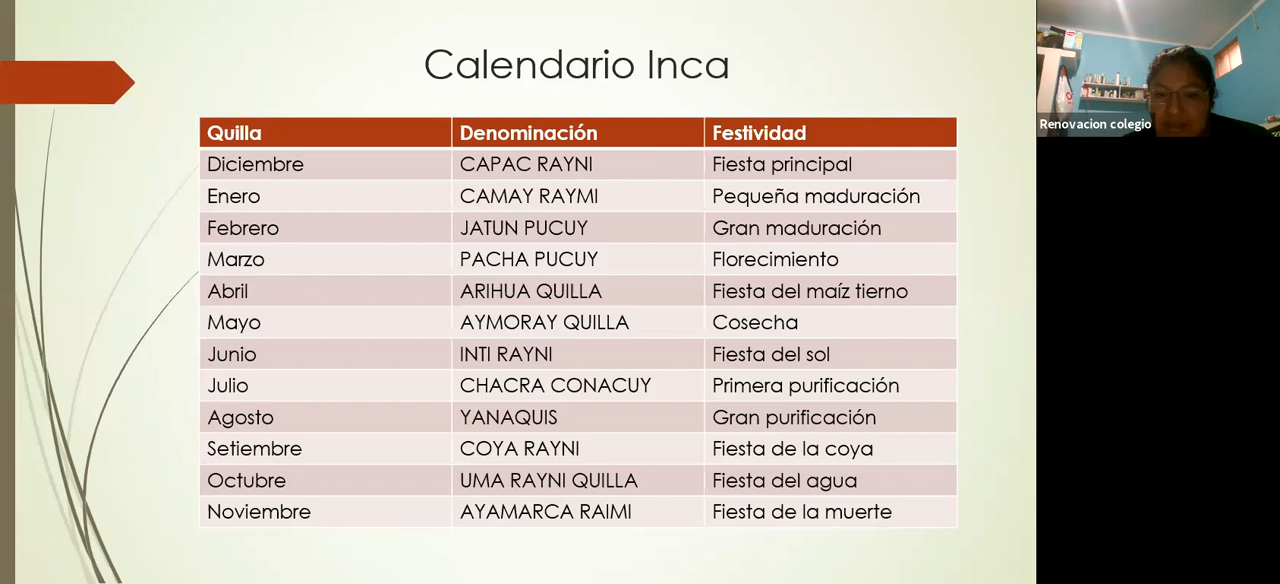 Calendario Inca
Quilla Denominación Festividad
Diciembre CAPAC RAYNI Fiesta principal
Enero CAMAY RAYMI Pequeña maduración
Febrero JATUN PUCUY Gran maduración
Marzo PACHA PUCUY Florecimiento
Abril ARIHUA QUILLA Fiesta del maíz tierno
Mayo AYMORAY QUILLA Cosecha
Junio INTI RAYNI Fiesta del sol
Julio CHACRA CONACUY Primera purificación
Agosto YANAQUIS Gran purificación
Setiembre COYA RAYNI Fiesta de la coya
Octubre UMA RAYNI QUILLA Fiesta del agua
Noviembre AYAMARCA RAIMI Fiesta de la muerte
Renovacion colegio